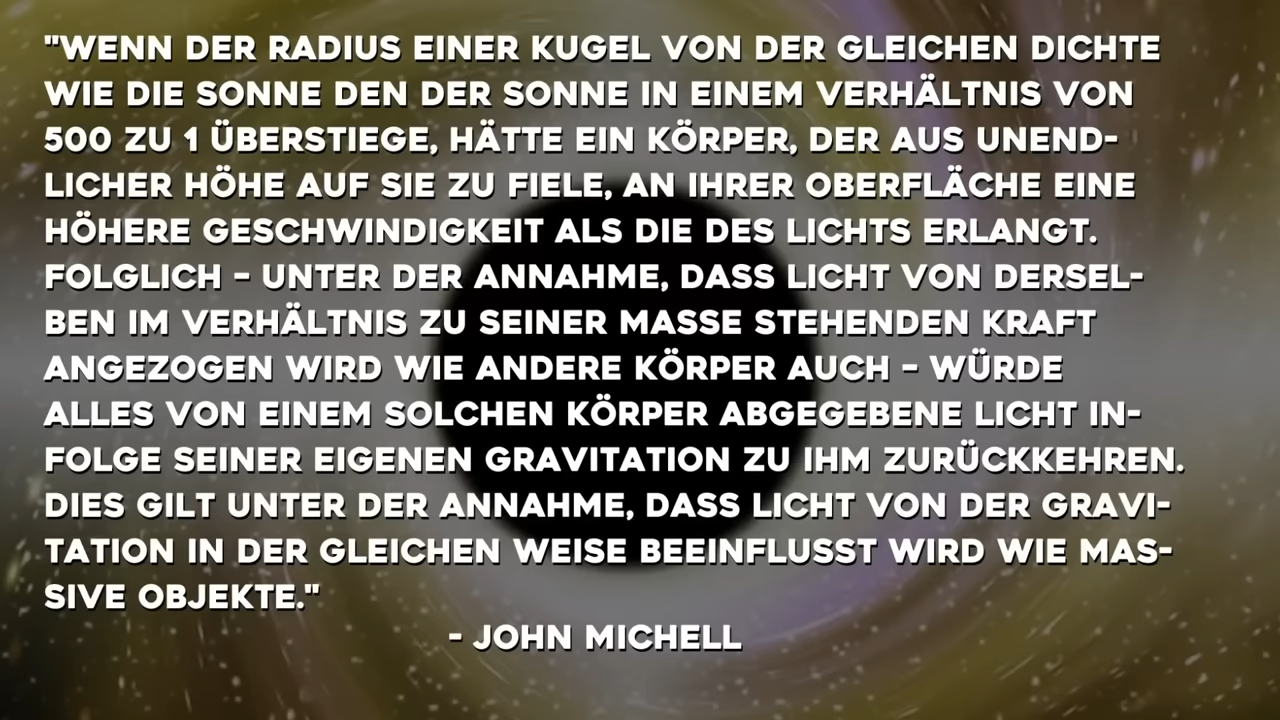 "WENN DER RADIUS EINER KUGEL VON DER GLEICHEN DICHTE
WIE DIE SONNE DEN DER SONNE IN EINEM VERHÄLTNIS VON
500 ZU 1 ÜBERSTIEGE, HÄTTE EIN KÖRPER, DER AUS UNEND-
LICHER HÖHE AUF SIE ZU FIELE, AN IHRER OBERFLÄCHE EINE
HÖHERE GESCHWINDIGKEIT ALS DIE DES LICHTS ERLANGT.
FOLGLICH - UNTER DER ANNAHME, DASS LICHT VON DERSEL-
BEN IM VERHÄLTNIS ZU SEINER MASSE STEHENDEN KRAFT
ANGEZOGEN WIRD WIE ANDERE KÖRPER AUCH - WÜRDE
ALLES VON EINEM SOLCHEN KÖRPER ABGEGEBENE LICHT IN-
FOLGE SEINER EIGENEN GRAVITATION ZU IHM ZURÜCKKEHREN.
DIES GILT UNTER DER ANNAHME, DASS LICHT VON DER GRAVI-
TATION IN DER GLEICHEN WEISE BEEINFLUSST WIRD WIE MAS-
SIVE OBJEKTE."
- JOHN MICHELL